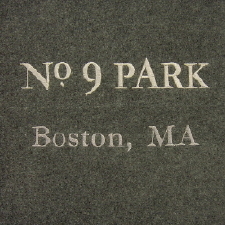 Nº 9 PARK
Boston, MA